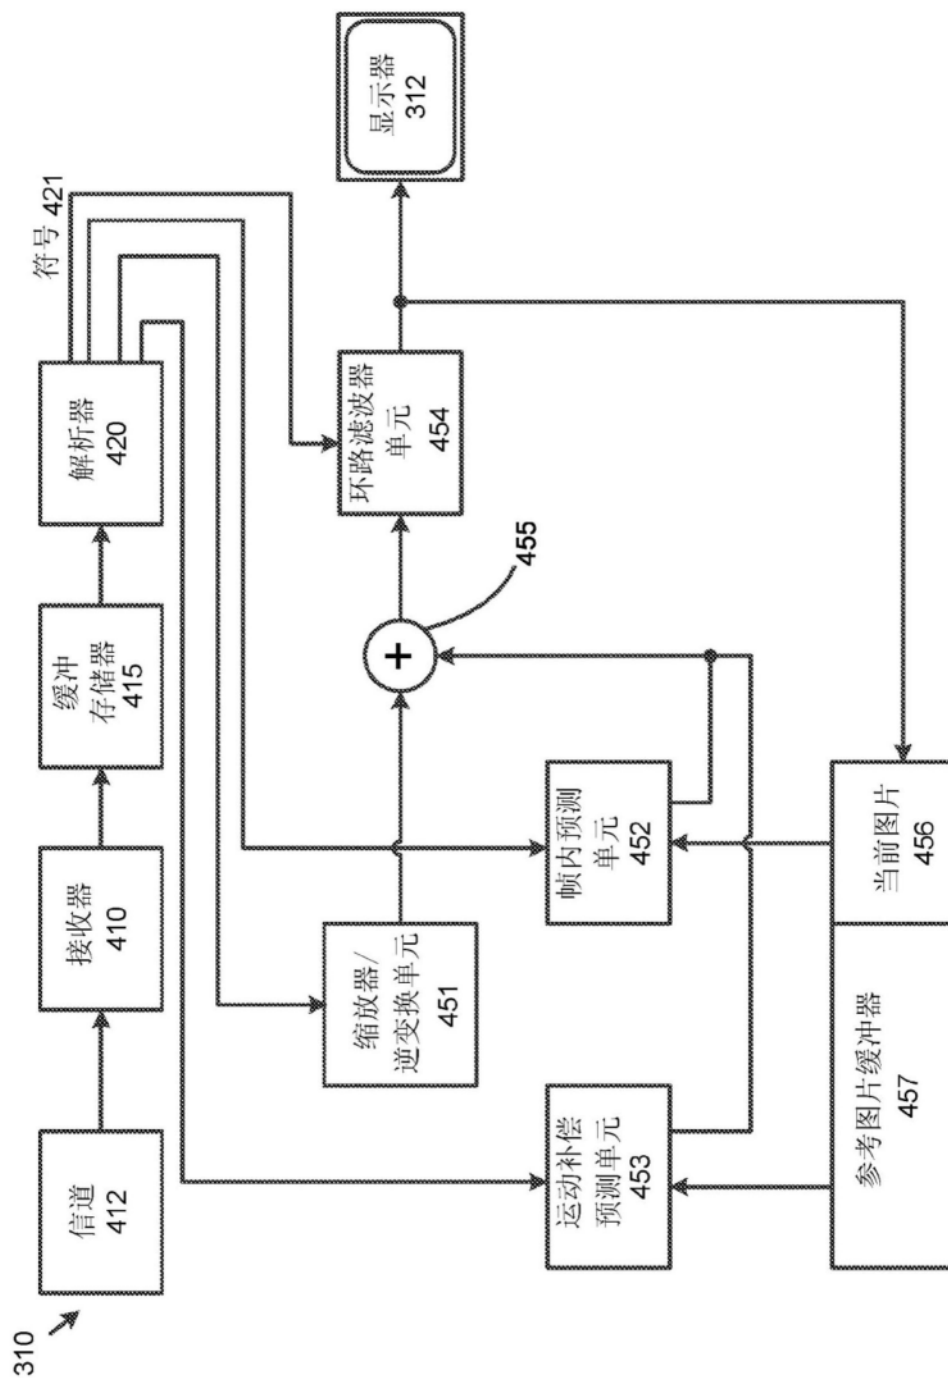 310
信道
412
接收器
410
缓冲
存储器
415
解析器
420
符号 421
缩放器/
逆变换单元
451
+
455
环路滤波器
单元
454
显示器
312
运动补偿
预测单元
453
帧内预测
单元
452
参考图片缓冲器
457
当前图片
456